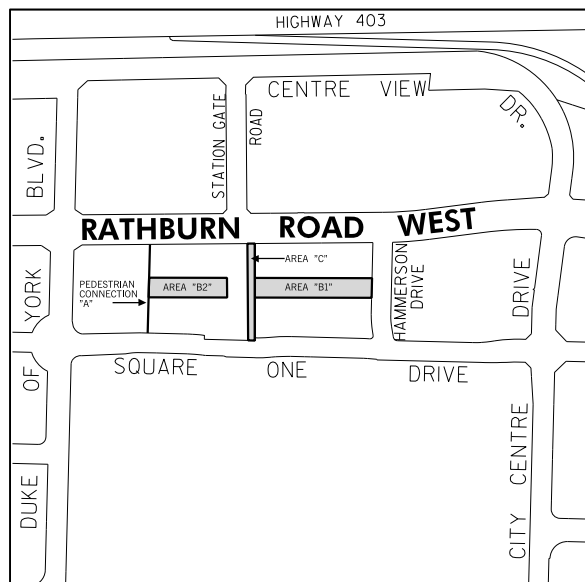 HIGHWAY 403
CENTRE VIEW DR.
STATION GATE
ROAD
DUKE OF YORK BLVD.
RATHBURN ROAD WEST
AREA "C"
PEDESTRIAN
CONNECTION
"A"
AREA "B2"
AREA "B1"
HAMMERSON
DRIVE
SQUARE ONE DRIVE
CITY CENTRE DRIVE